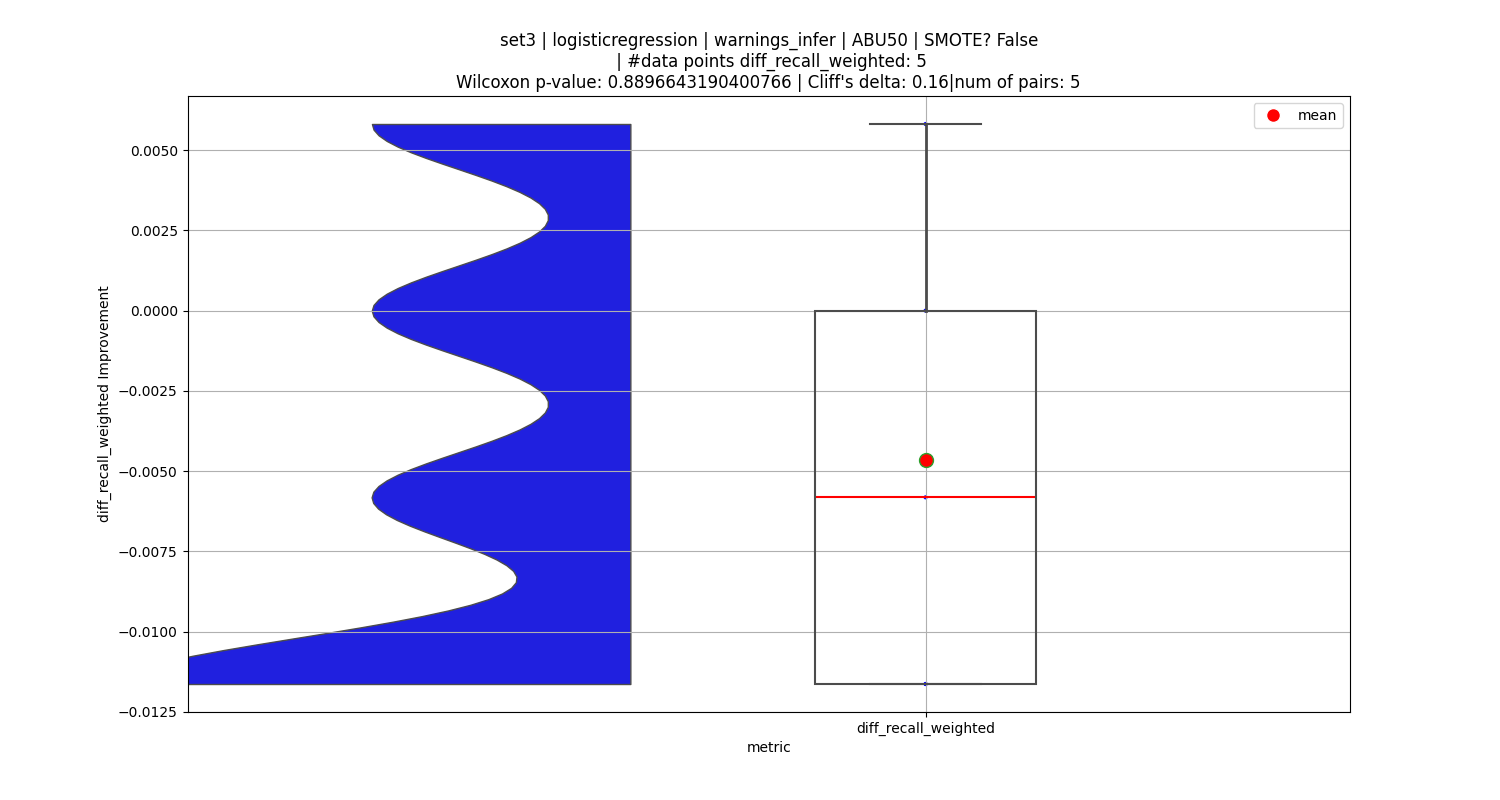 set3 | logisticregression | warnings_infer | ABU50 | SMOTE? False
| #data points diff_recall_weighted: 5
Wilcoxon p-value: 0.8896643190400766 | Cliff's delta: 0.16|num of pairs: 5
mean
0.0050
0.0025
0.0000
−0.0025
−0.0050
−0.0075
−0.0100
−0.0125
diff_recall_weighted Improvement
diff_recall_weighted
metric